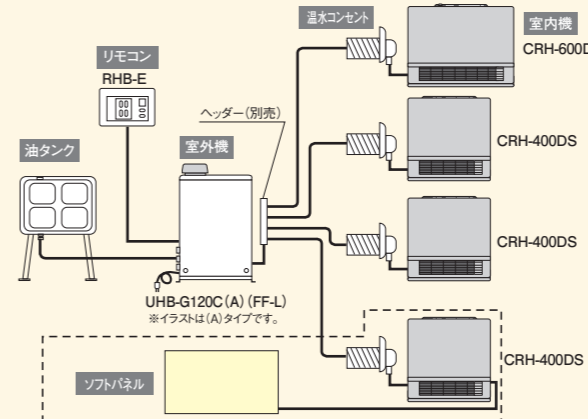 温水コンセント
室内機
CRH-600D
リモコン
RHB-E
ヘッダー(別売)
油タンク
室外機
CRH-400DS
CRH-400DS
UHB-G120C(A)(FF-L)
※イラストは(A)タイプです。
CRH-400DS
ソフトパネル